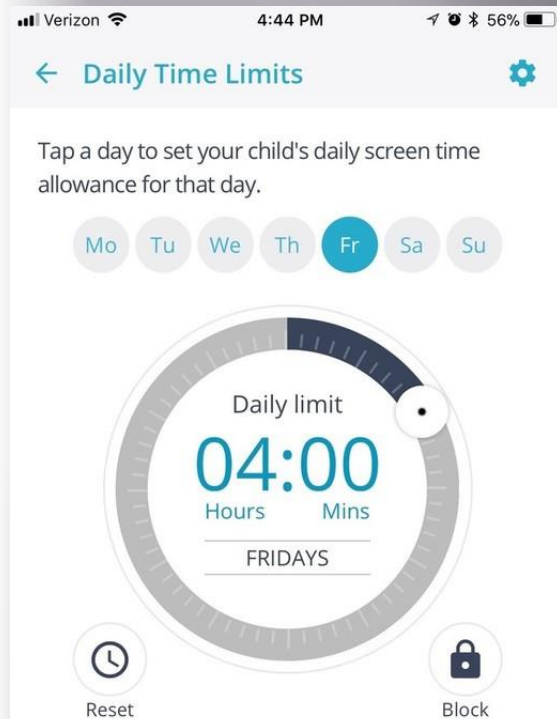 Verizon 4:44 PM 56%
Daily Time Limits
Tap a day to set your child's daily screen time
allowance for that day.
Mo Tu We Th Fr Sa Su
Daily limit
04:00
Hours Mins
FRIDAYS
Reset Block